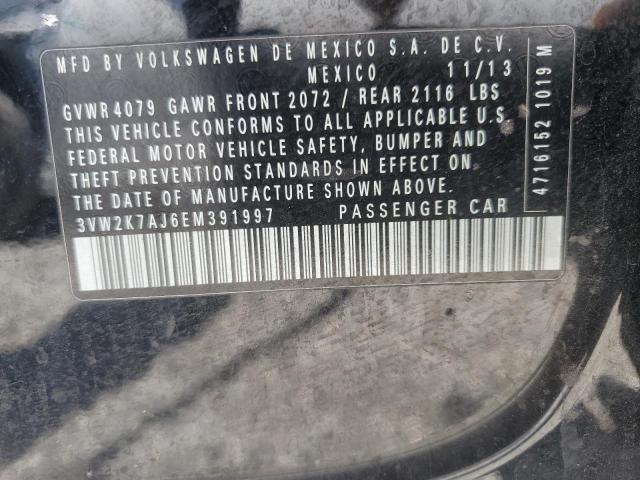 MFD BY VOLKSWAGEN DE MEXICO S.A. DE C.V.
MEXICO 11/13
GVWR 4079 GAWR FRONT 2072 / REAR 2116 LBS
THIS VEHICLE CONFORMS TO ALL APPLICABLE U.S.
FEDERAL MOTOR VEHICLE SAFETY, BUMPER AND
THEFT PREVENTION STANDARDS IN EFFECT ON
THE DATE OF MANUFACTURE SHOWN ABOVE.
3VW2K7AJ6EM391997 PASSENGER CAR
4716152 1019 M